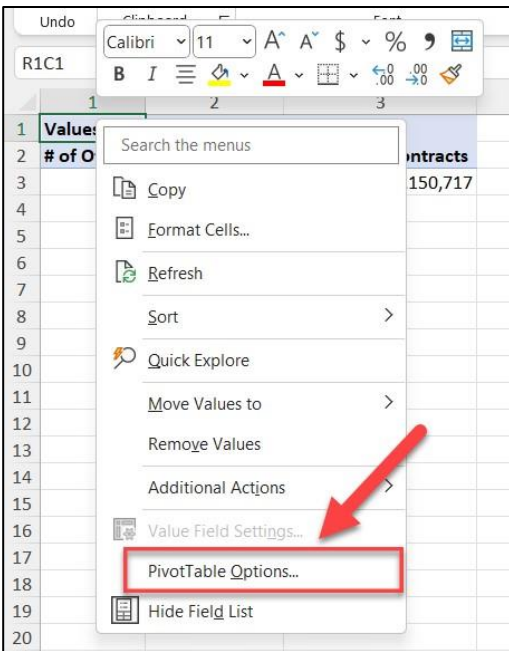 Undo
Calibri 11 A^ A˅ $ % 9
R1C1
B I A .00 .00
1 2 3
1 Values
2 # of O ontracts
3 150,717
4
5
6
7
8
9
10
11
12
13
14
15
16
17
18
19
20
Search the menus
Copy
Format Cells...
Refresh
Sort
Quick Explore
Move Values to
Remove Values
Additional Actions
Value Field Settings...
PivotTable Options...
Hide Field List